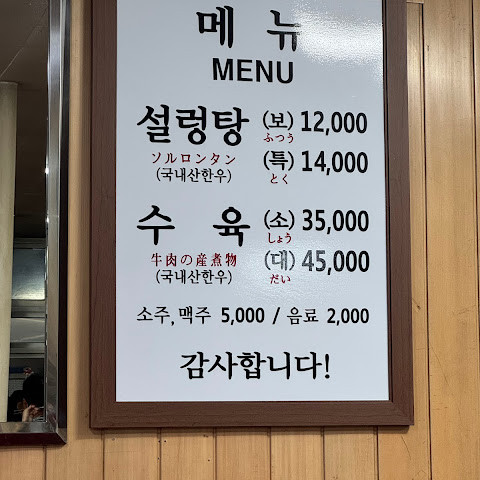 메 뉴
MENU
설렁탕 (보) 12,000
ふつう
ソルロンタン (특) 14,000
(국내산한우) とく
수 육 (소) 35,000
しょう
牛肉の産煮物 (대) 45,000
(국내산한우) だい
소주, 맥주 5,000 / 음료 2,000
감사합니다!